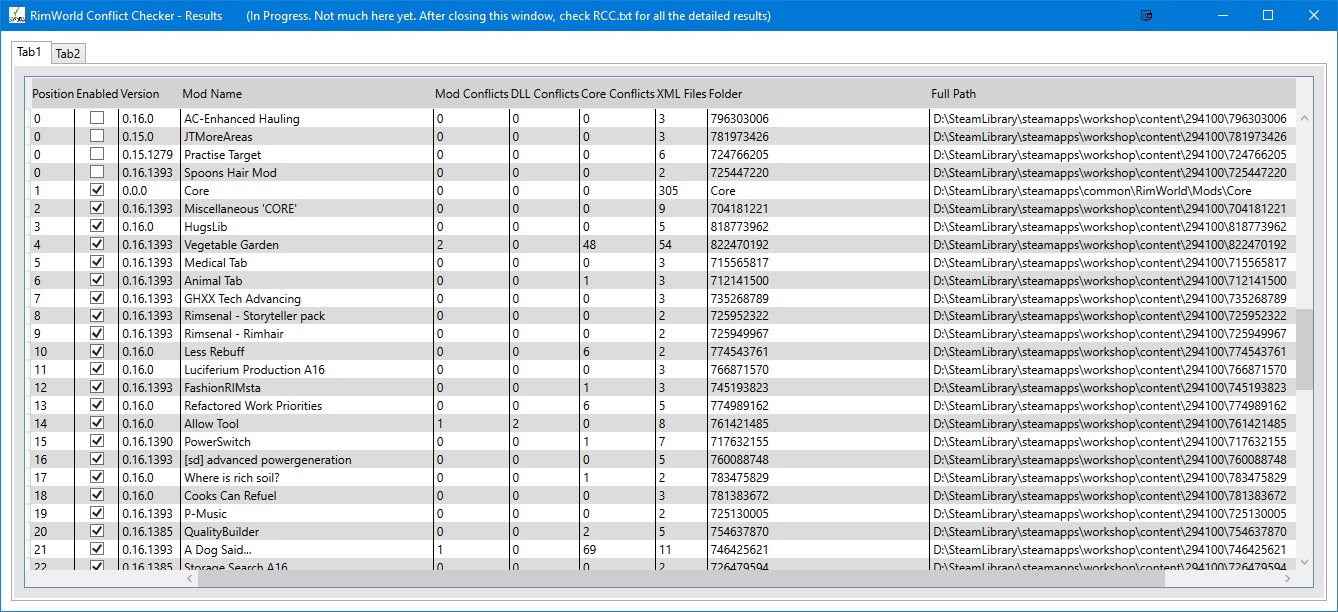 RimWorld Conflict Checker - Results (In Progress. Not much here yet. After closing this window, check RCC.txt for all the detailed results)
Tab1 Tab2
Position Enabled Version Mod Name Mod Conflicts DLL Conflicts Core Conflicts XML Files Folder Full Path
0 0.16.0 AC-Enhanced Hauling 0 0 0 3 796303006 D:\SteamLibrary\steamapps\workshop\content\294100\796303006
0 0.15.0 JTMoreAreas 0 0 0 3 781973426 D:\SteamLibrary\steamapps\workshop\content\294100\781973426
0 0.15.1279 Practise Target 0 0 0 6 724766205 D:\SteamLibrary\steamapps\workshop\content\294100\724766205
0 0.16.1393 Spoons Hair Mod 0 0 0 2 725447220 D:\SteamLibrary\steamapps\workshop\content\294100\725447220
1 0.0.0 Core 0 0 0 305 Core D:\SteamLibrary\steamapps\common\RimWorld\Mods\Core
2 0.16.1393 Miscellaneous 'CORE' 0 0 0 9 704181221 D:\SteamLibrary\steamapps\workshop\content\294100\704181221
3 0.16.0 HugsLib 0 0 0 5 818773962 D:\SteamLibrary\steamapps\workshop\content\294100\818773962
4 0.16.1393 Vegetable Garden 2 0 48 54 822470192 D:\SteamLibrary\steamapps\workshop\content\294100\822470192
5 0.16.1393 Medical Tab 0 0 0 3 715565817 D:\SteamLibrary\steamapps\workshop\content\294100\715565817
6 0.16.1393 Animal Tab 0 0 1 3 712141500 D:\SteamLibrary\steamapps\workshop\content\294100\712141500
7 0.16.1393 GHXX Tech Advancing 0 0 0 3 735268789 D:\SteamLibrary\steamapps\workshop\content\294100\735268789
8 0.16.1393 Rimsenal - Storyteller pack 0 0 0 2 725952322 D:\SteamLibrary\steamapps\workshop\content\294100\725952322
9 0.16.1393 Rimsenal - Rimhair 0 0 0 2 725949967 D:\SteamLibrary\steamapps\workshop\content\294100\725949967
10 0.16.0 Less Rebuff 0 0 6 2 774543761 D:\SteamLibrary\steamapps\workshop\content\294100\774543761
11 0.16.0 Luciferium Production A16 0 0 0 3 766871570 D:\SteamLibrary\steamapps\workshop\content\294100\766871570
12 0.16.1393 FashionRIMsta 0 0 1 3 745193823 D:\SteamLibrary\steamapps\workshop\content\294100\745193823
13 0.16.0 Refactored Work Priorities 0 0 6 5 774989162 D:\SteamLibrary\steamapps\workshop\content\294100\774989162
14 0.16.0 Allow Tool 1 2 0 8 761421485 D:\SteamLibrary\steamapps\workshop\content\294100\761421485
15 0.16.1390 PowerSwitch 0 0 1 7 717632155 D:\SteamLibrary\steamapps\workshop\content\294100\717632155
16 0.16.1393 [sd] advanced powergeneration 0 0 0 5 760088748 D:\SteamLibrary\steamapps\workshop\content\294100\760088748
17 0.16.0 Where is rich soil? 0 0 1 2 783475829 D:\SteamLibrary\steamapps\workshop\content\294100\783475829
18 0.16.0 Cooks Can Refuel 0 0 0 3 781383672 D:\SteamLibrary\steamapps\workshop\content\294100\781383672
19 0.16.1393 P-Music 0 0 0 2 725130005 D:\SteamLibrary\steamapps\workshop\content\294100\725130005
20 0.16.1385 QualityBuilder 0 0 2 5 754637870 D:\SteamLibrary\steamapps\workshop\content\294100\754637870
21 0.16.1393 A Dog Said... 1 0 69 11 746425621 D:\SteamLibrary\steamapps\workshop\content\294100\746425621
22 0.16.1385 Storage Search A16 0 0 0 2 726479594 D:\SteamLibrary\steamapps\workshop\content\294100\726479594